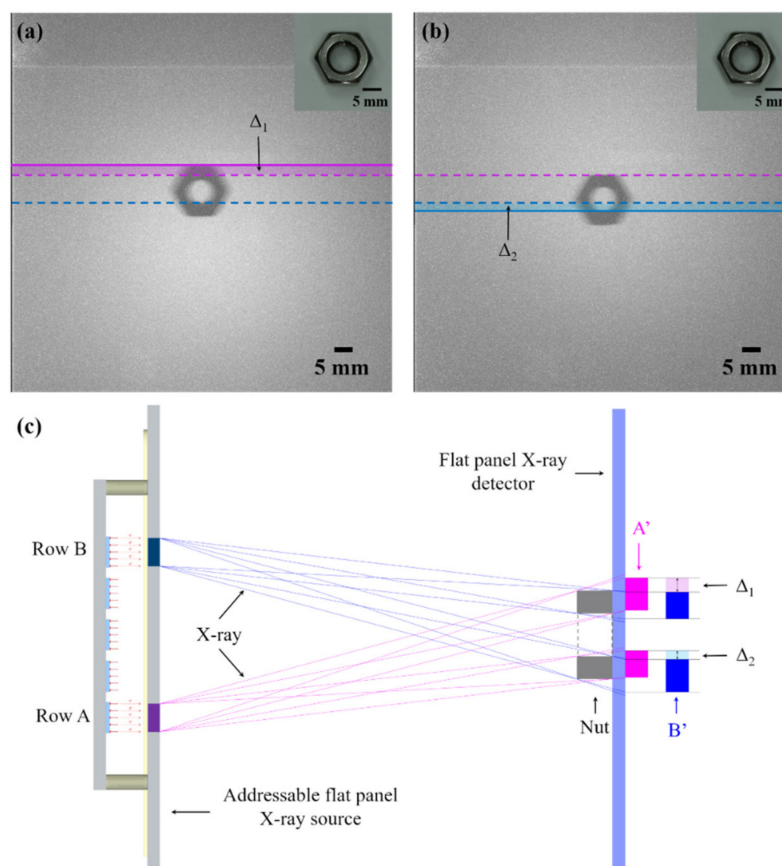 (a)
5 mm
Δ1
5 mm
(b)
5 mm
Δ2
5 mm
(c)
Flat panel X-ray
detector
A’
Row B
Δ1
X-ray
Δ2
Row A
Nut
B’
Addressable flat panel
X-ray source